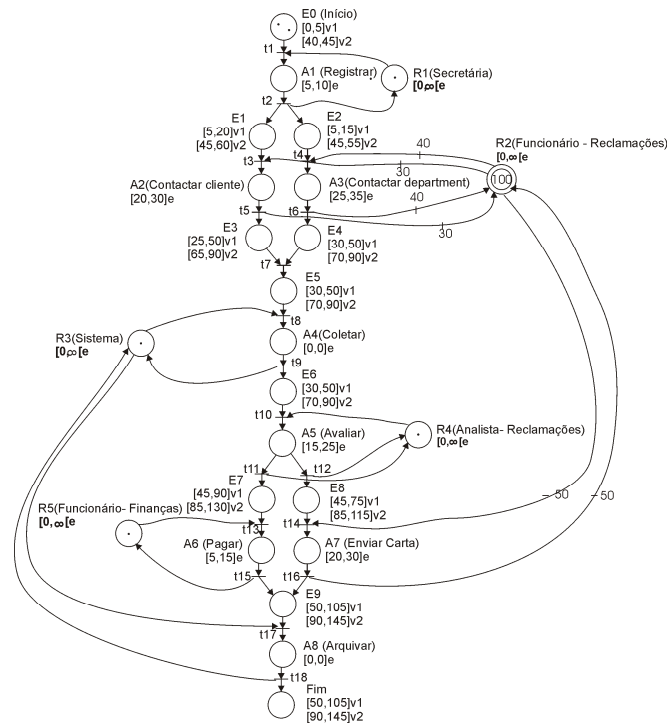 E0 (Início)
[0,5]v1
[40,45]v2
t1
A1 (Registrar)
[5,10]e
R1(Secretária)
[0,∞[e
t2
E1
[5,20]v1
[45,60]v2
E2
[5,15]v1
[45,55]v2
40
R2(Funcionário - Reclamações)
[0,∞[e
t3
t4
30
100
A2(Contactar cliente)
[20,30]e
A3(Contactar department)
[25,35]e
40
t5
t6
30
E3
[25,50]v1
[65,90]v2
E4
[30,50]v1
[70,90]v2
t7
E5
[30,50]v1
[70,90]v2
t8
R3(Sistema)
[0,∞[e
A4(Coletar)
[0,0]e
t9
E6
[30,50]v1
[70,90]v2
t10
A5 (Avaliar)
[15,25]e
R4(Analista- Reclamações)
[0,∞[e
t11
t12
E7
[45,90]v1
[85,130]v2
E8
[45,75]v1
[85,115]v2
50
50
R5(Funcionário- Finanças)
[0,∞[e
t13
t14
A6 (Pagar)
[5,15]e
A7 (Enviar Carta)
[20,30]e
t15
t16
E9
[50,105]v1
[90,145]v2
t17
A8 (Arquivar)
[0,0]e
t18
Fim
[50,105]v1
[90,145]v2